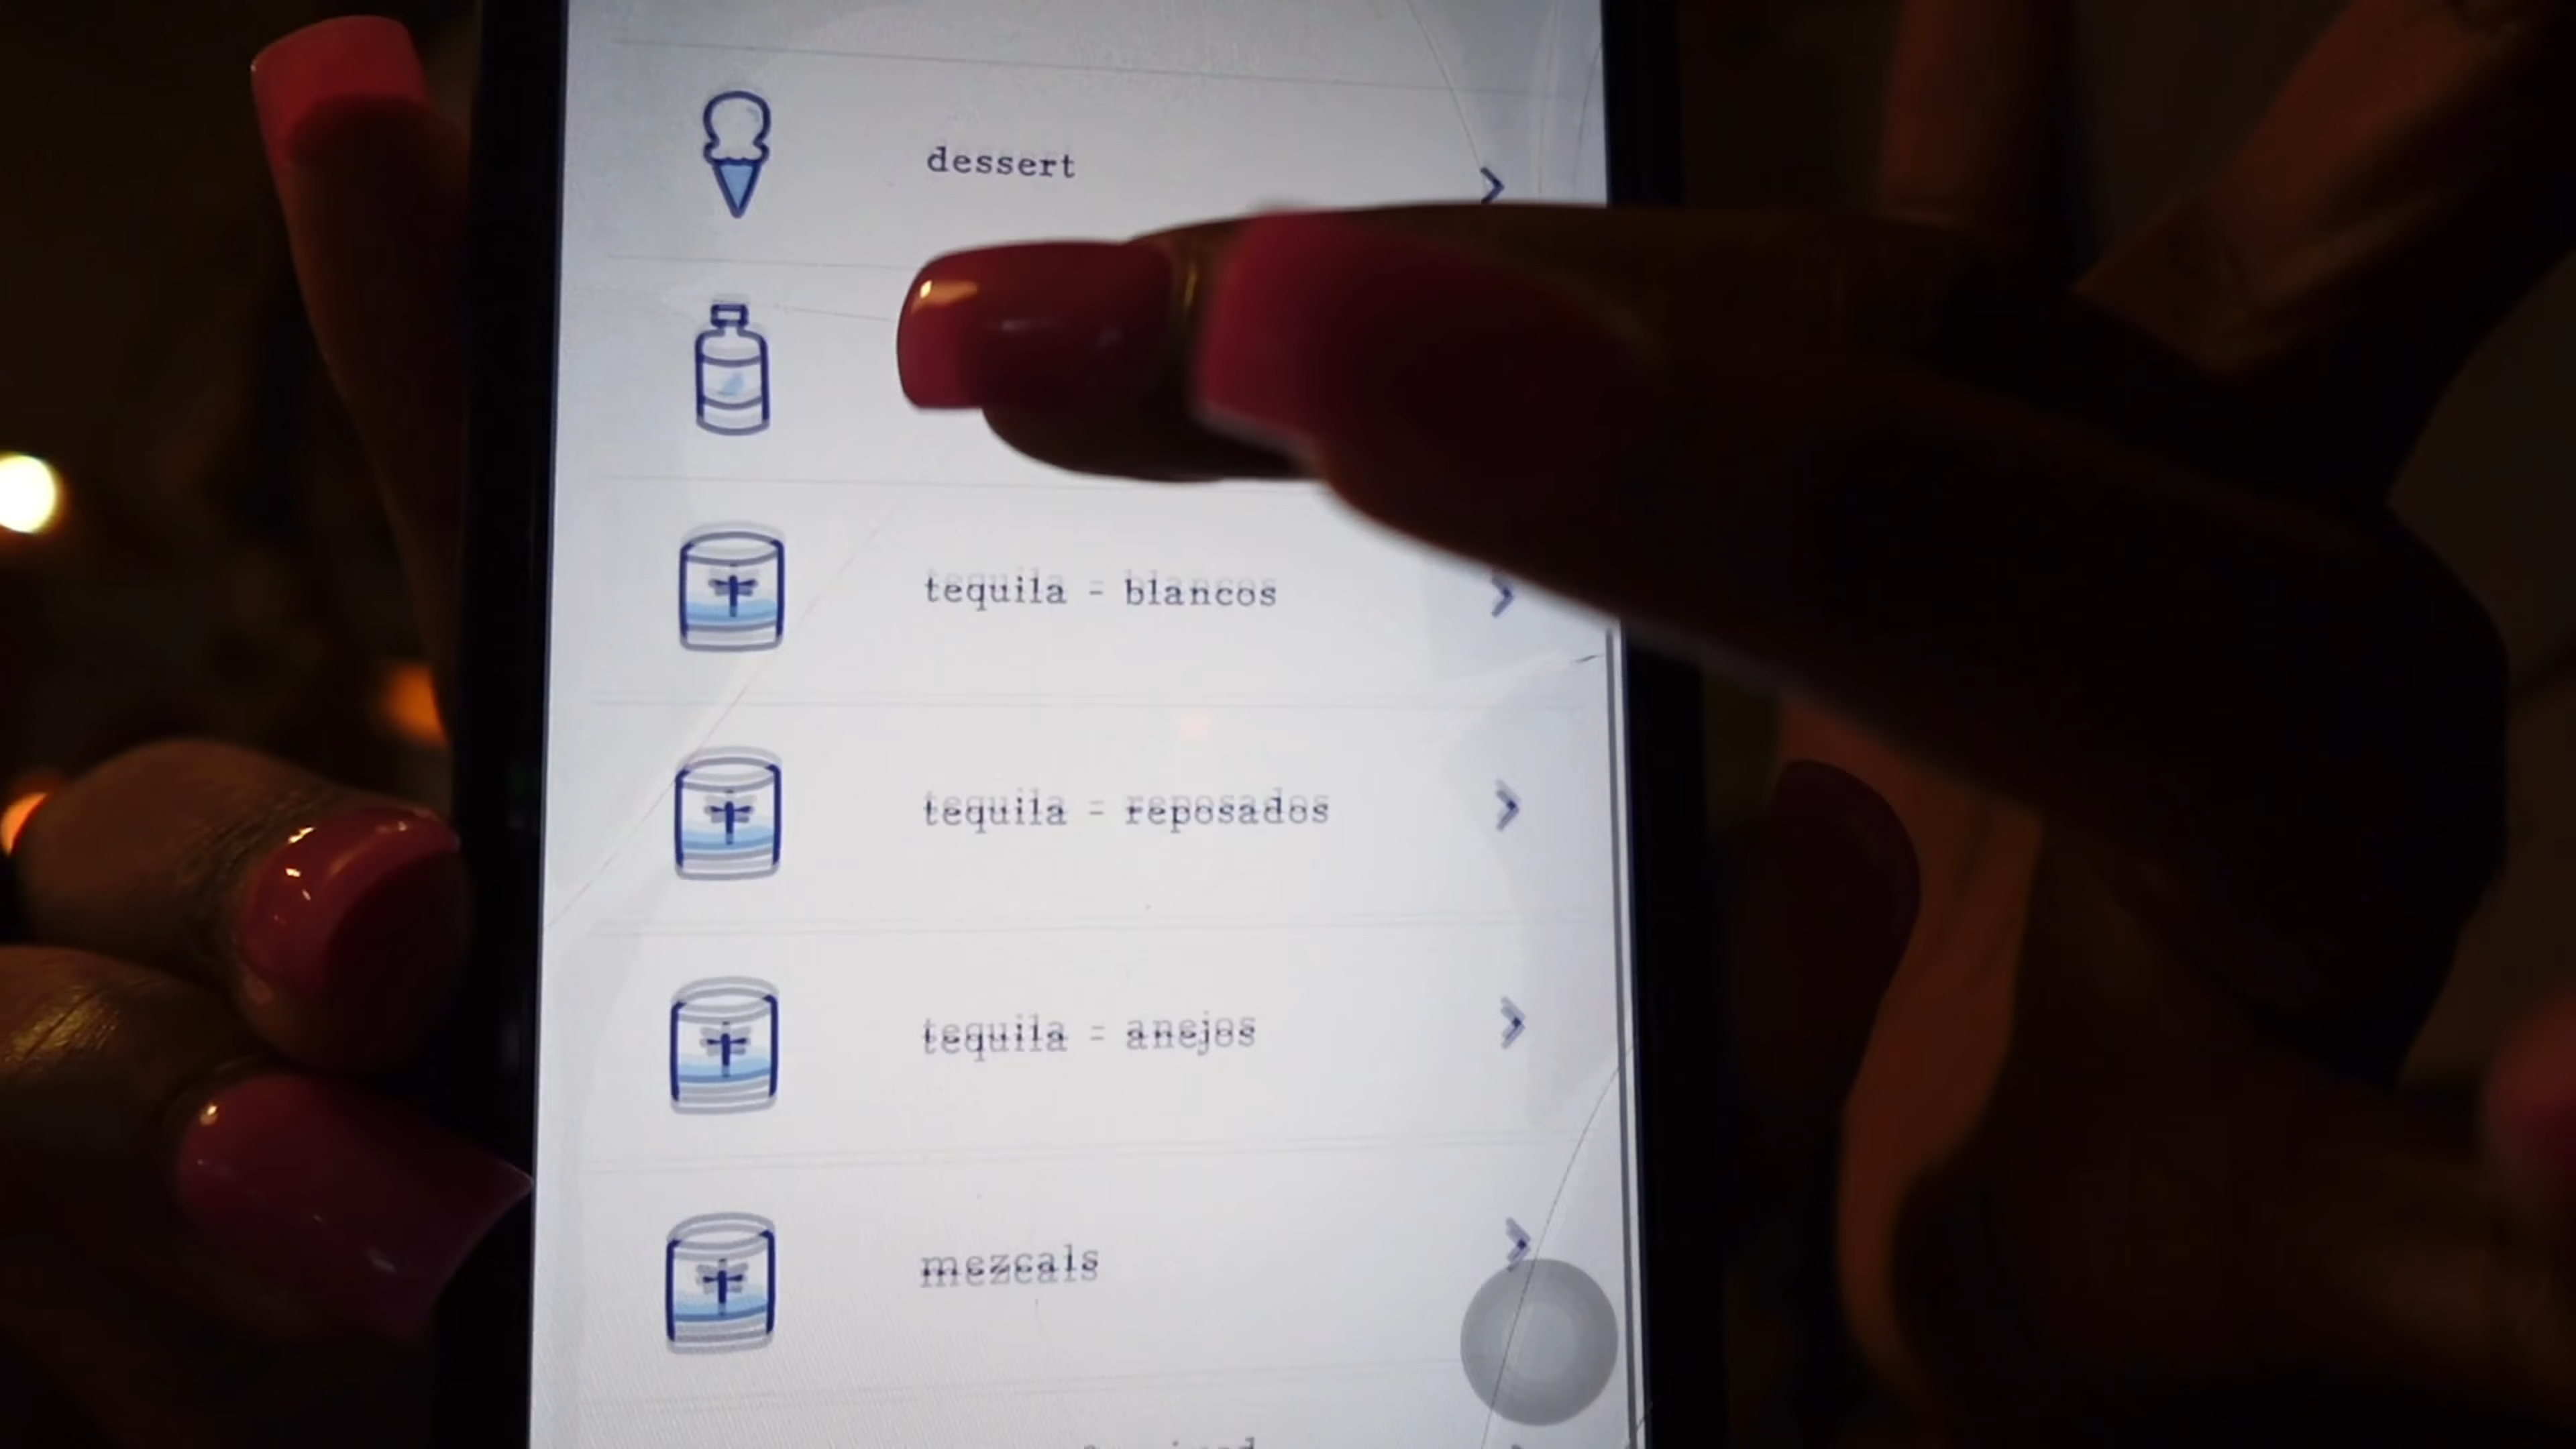 dessert
tequila - blancos
tequila - reposados
tequila - anejos
mezcals